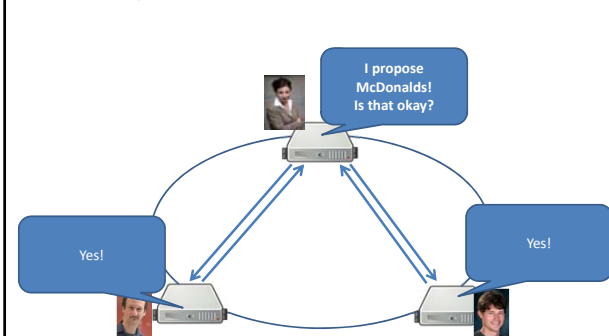 I propose
McDonalds!
Is that okay?
Yes!
Yes!